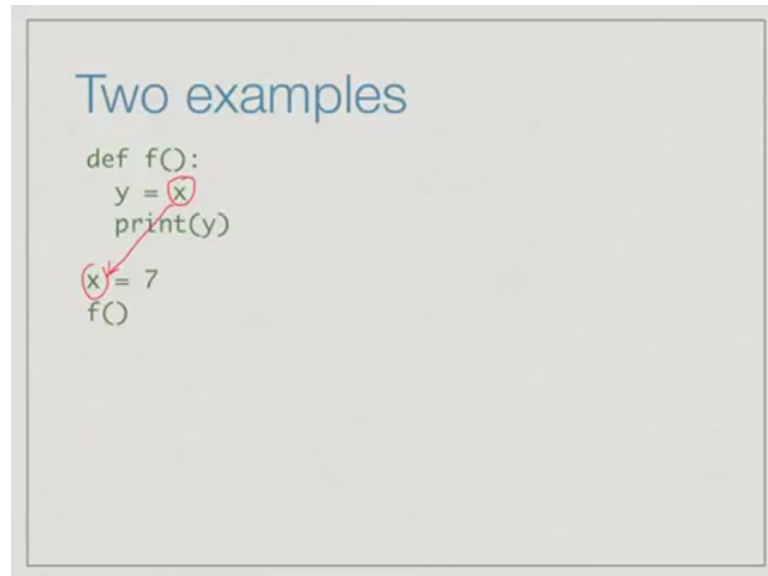 Two examples
def f():
  y = x
  print(y)
x = 7
f()